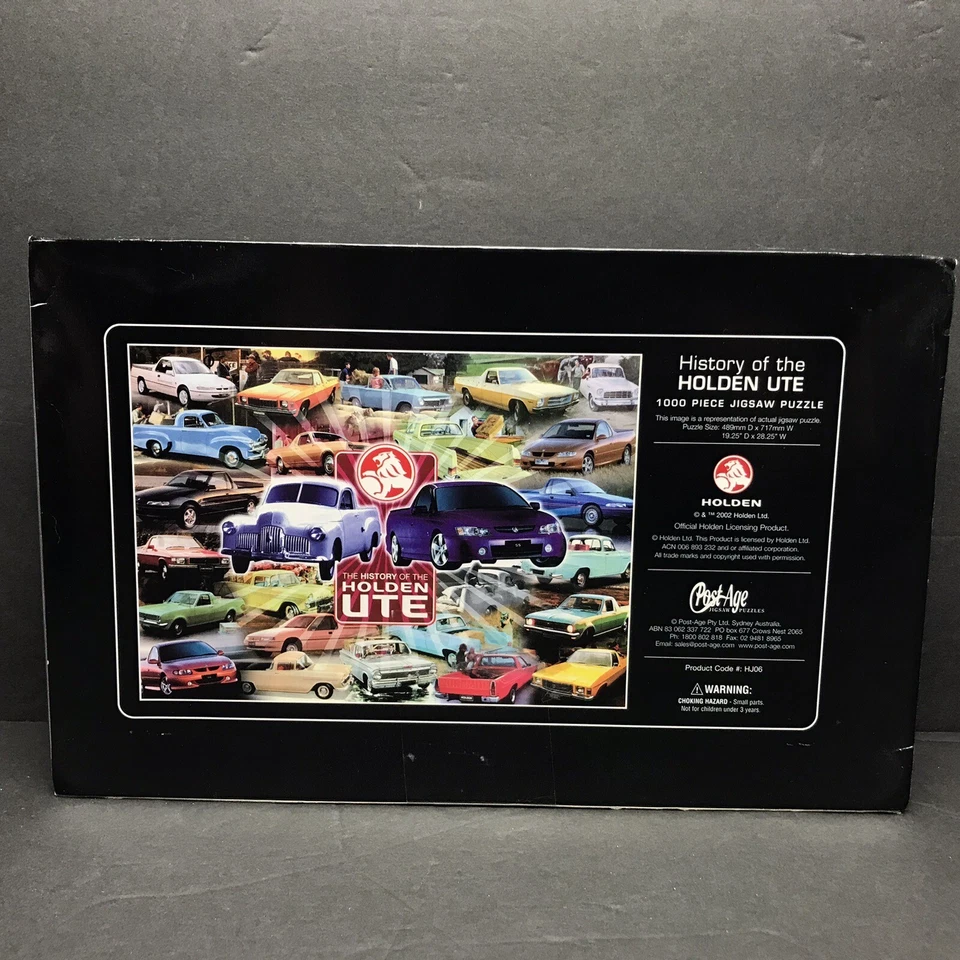 History of the
HOLDEN UTE
1000 PIECE JIGSAW PUZZLE
This image is a representation of actual jigsaw puzzle.
Puzzle Size: 489mm D x 717mm W
19.25" D x 28.25" W
HOLDEN
© & ™ 2002 Holden Ltd.
Official Holden Licensing Product.
© Holden Ltd. This Product is licensed by Holden Ltd.
ACN 006 893 232 and or affiliated corporation.
All trade marks and copyright used with permission.
Post-Age
JIGSAW PUZZLES
© Post-Age Pty Ltd. Sydney Australia.
ABN 83 062 337 722 PO box 677 Crows Nest 2065
Ph: 1800 802 818 Fax: 02 9481 8965
Email: sales@post-age.com www.post-age.com
Product Code #: HJ06
WARNING:
CHOKING HAZARD - Small parts.
Not for children under 3 years.
THE HISTORY OF THE
HOLDEN
UTE